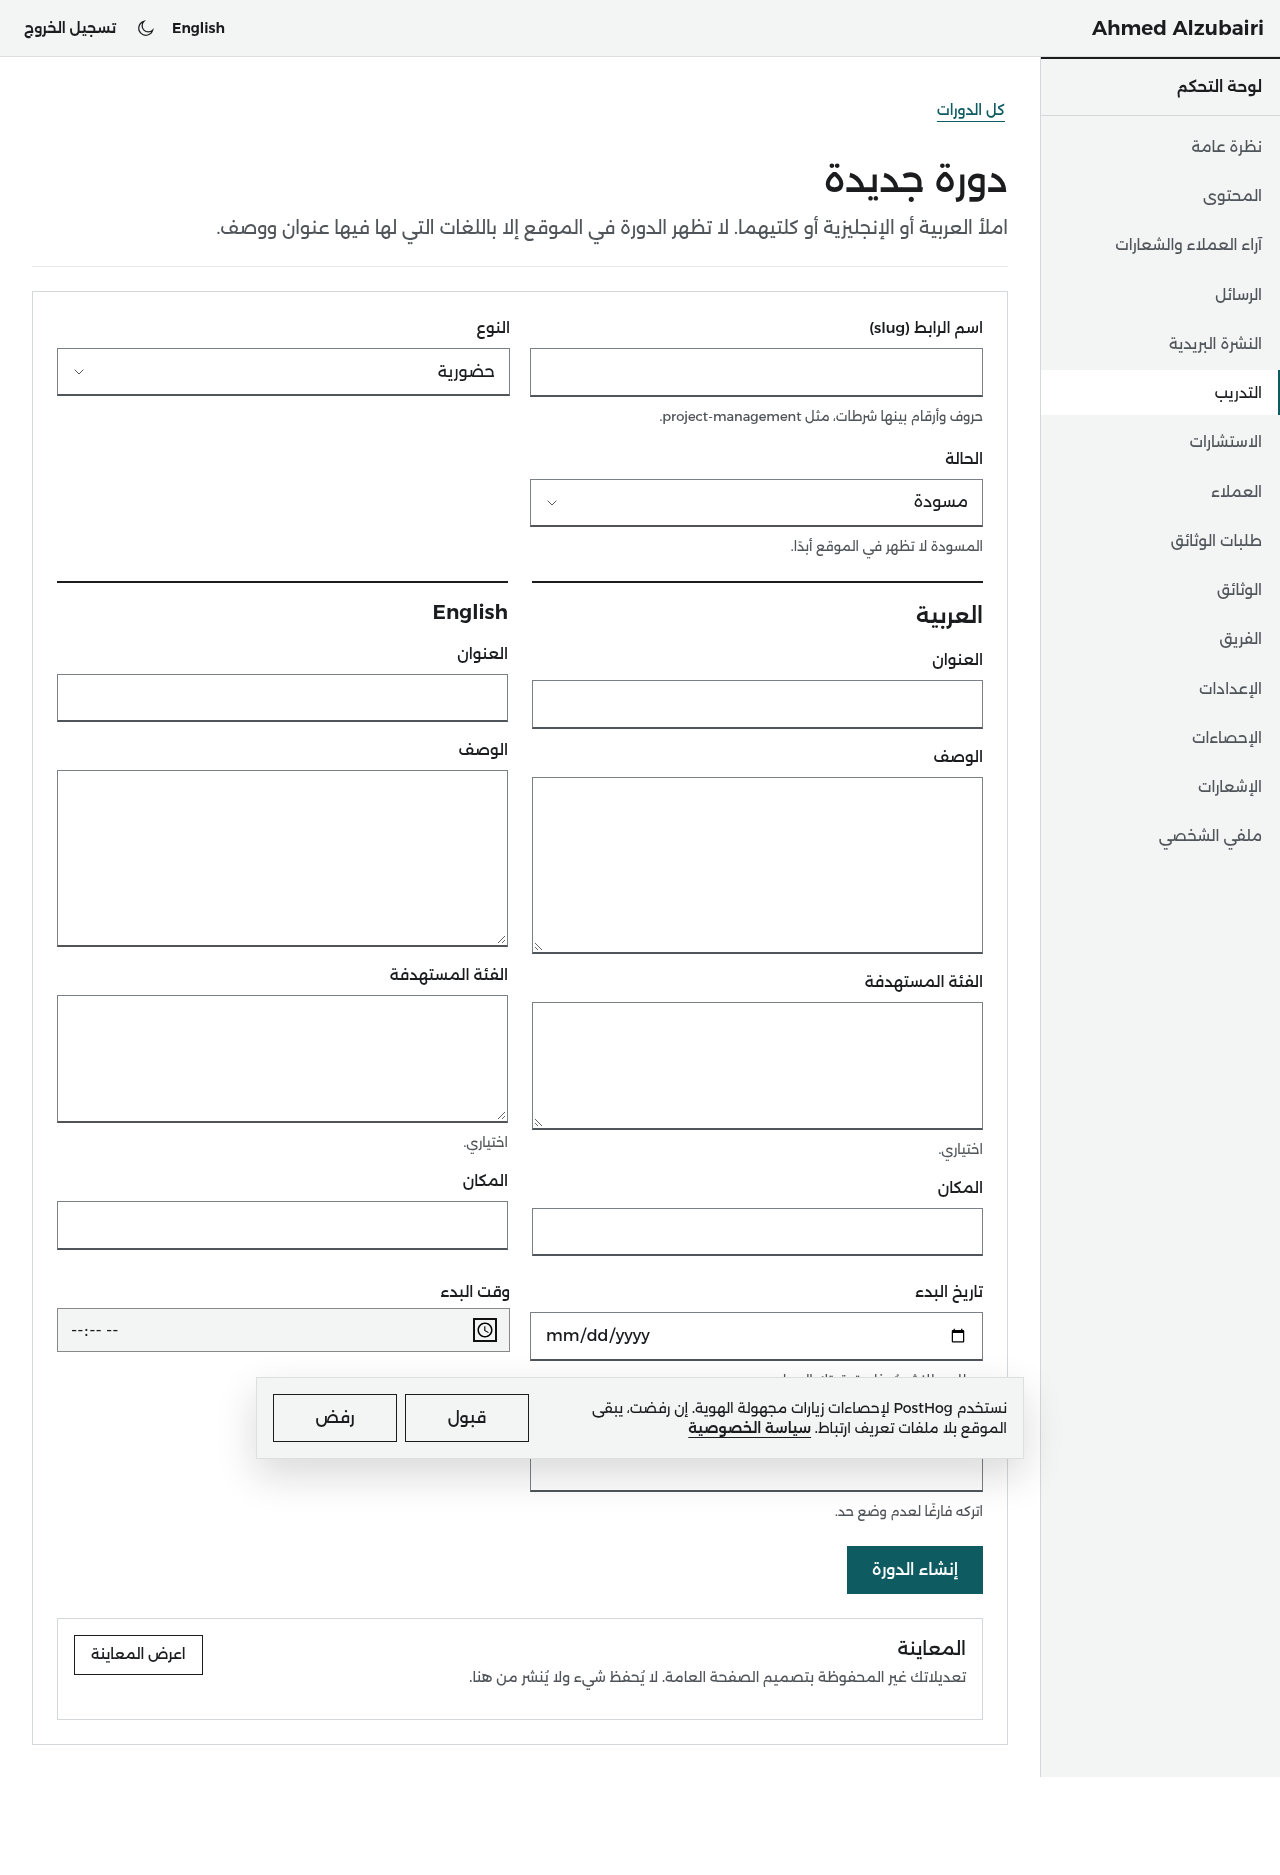 Ahmed Alzubairi
English
تسجيل الخروج
لوحة التحكم
نظرة عامة
المحتوى
آراء العملاء والشعارات
الرسائل
النشرة البريدية
التدريب
الاستشارات
العملاء
طلبات الوثائق
الوثائق
الفريق
الإعدادات
الإحصاءات
الإشعارات
ملفي الشخصي
كل الدورات
دورة جديدة
املأ العربية أو الإنجليزية أو كلتيهما. لا تظهر الدورة في الموقع إلا باللغات التي لها فيها عنوان ووصف.
اسم الرابط (slug)
النوع
حضورية
حروف وأرقام بينها شرطات، مثل project-management.
الحالة
مسودة
المسودة لا تظهر في الموقع أبدًا.
العربية
English
العنوان
العنوان
الوصف
الوصف
الفئة المستهدفة
الفئة المستهدفة
اختياري.
اختياري.
المكان
المكان
تاريخ البدء
وقت البدء
mm/dd/yyyy
--:-- --
نستخدم PostHog لإحصاءات زيارات مجهولة الهوية. إن رفضت، يبقى
الموقع بلا ملفات تعريف ارتباط. سياسة الخصوصية
قبول
رفض
اتركه فارغًا لعدم وضع حد.
إنشاء الدورة
المعاينة
اعرض المعاينة
تعديلاتك غير المحفوظة بتصميم الصفحة العامة. لا يُحفظ شيء ولا يُنشر من هنا.